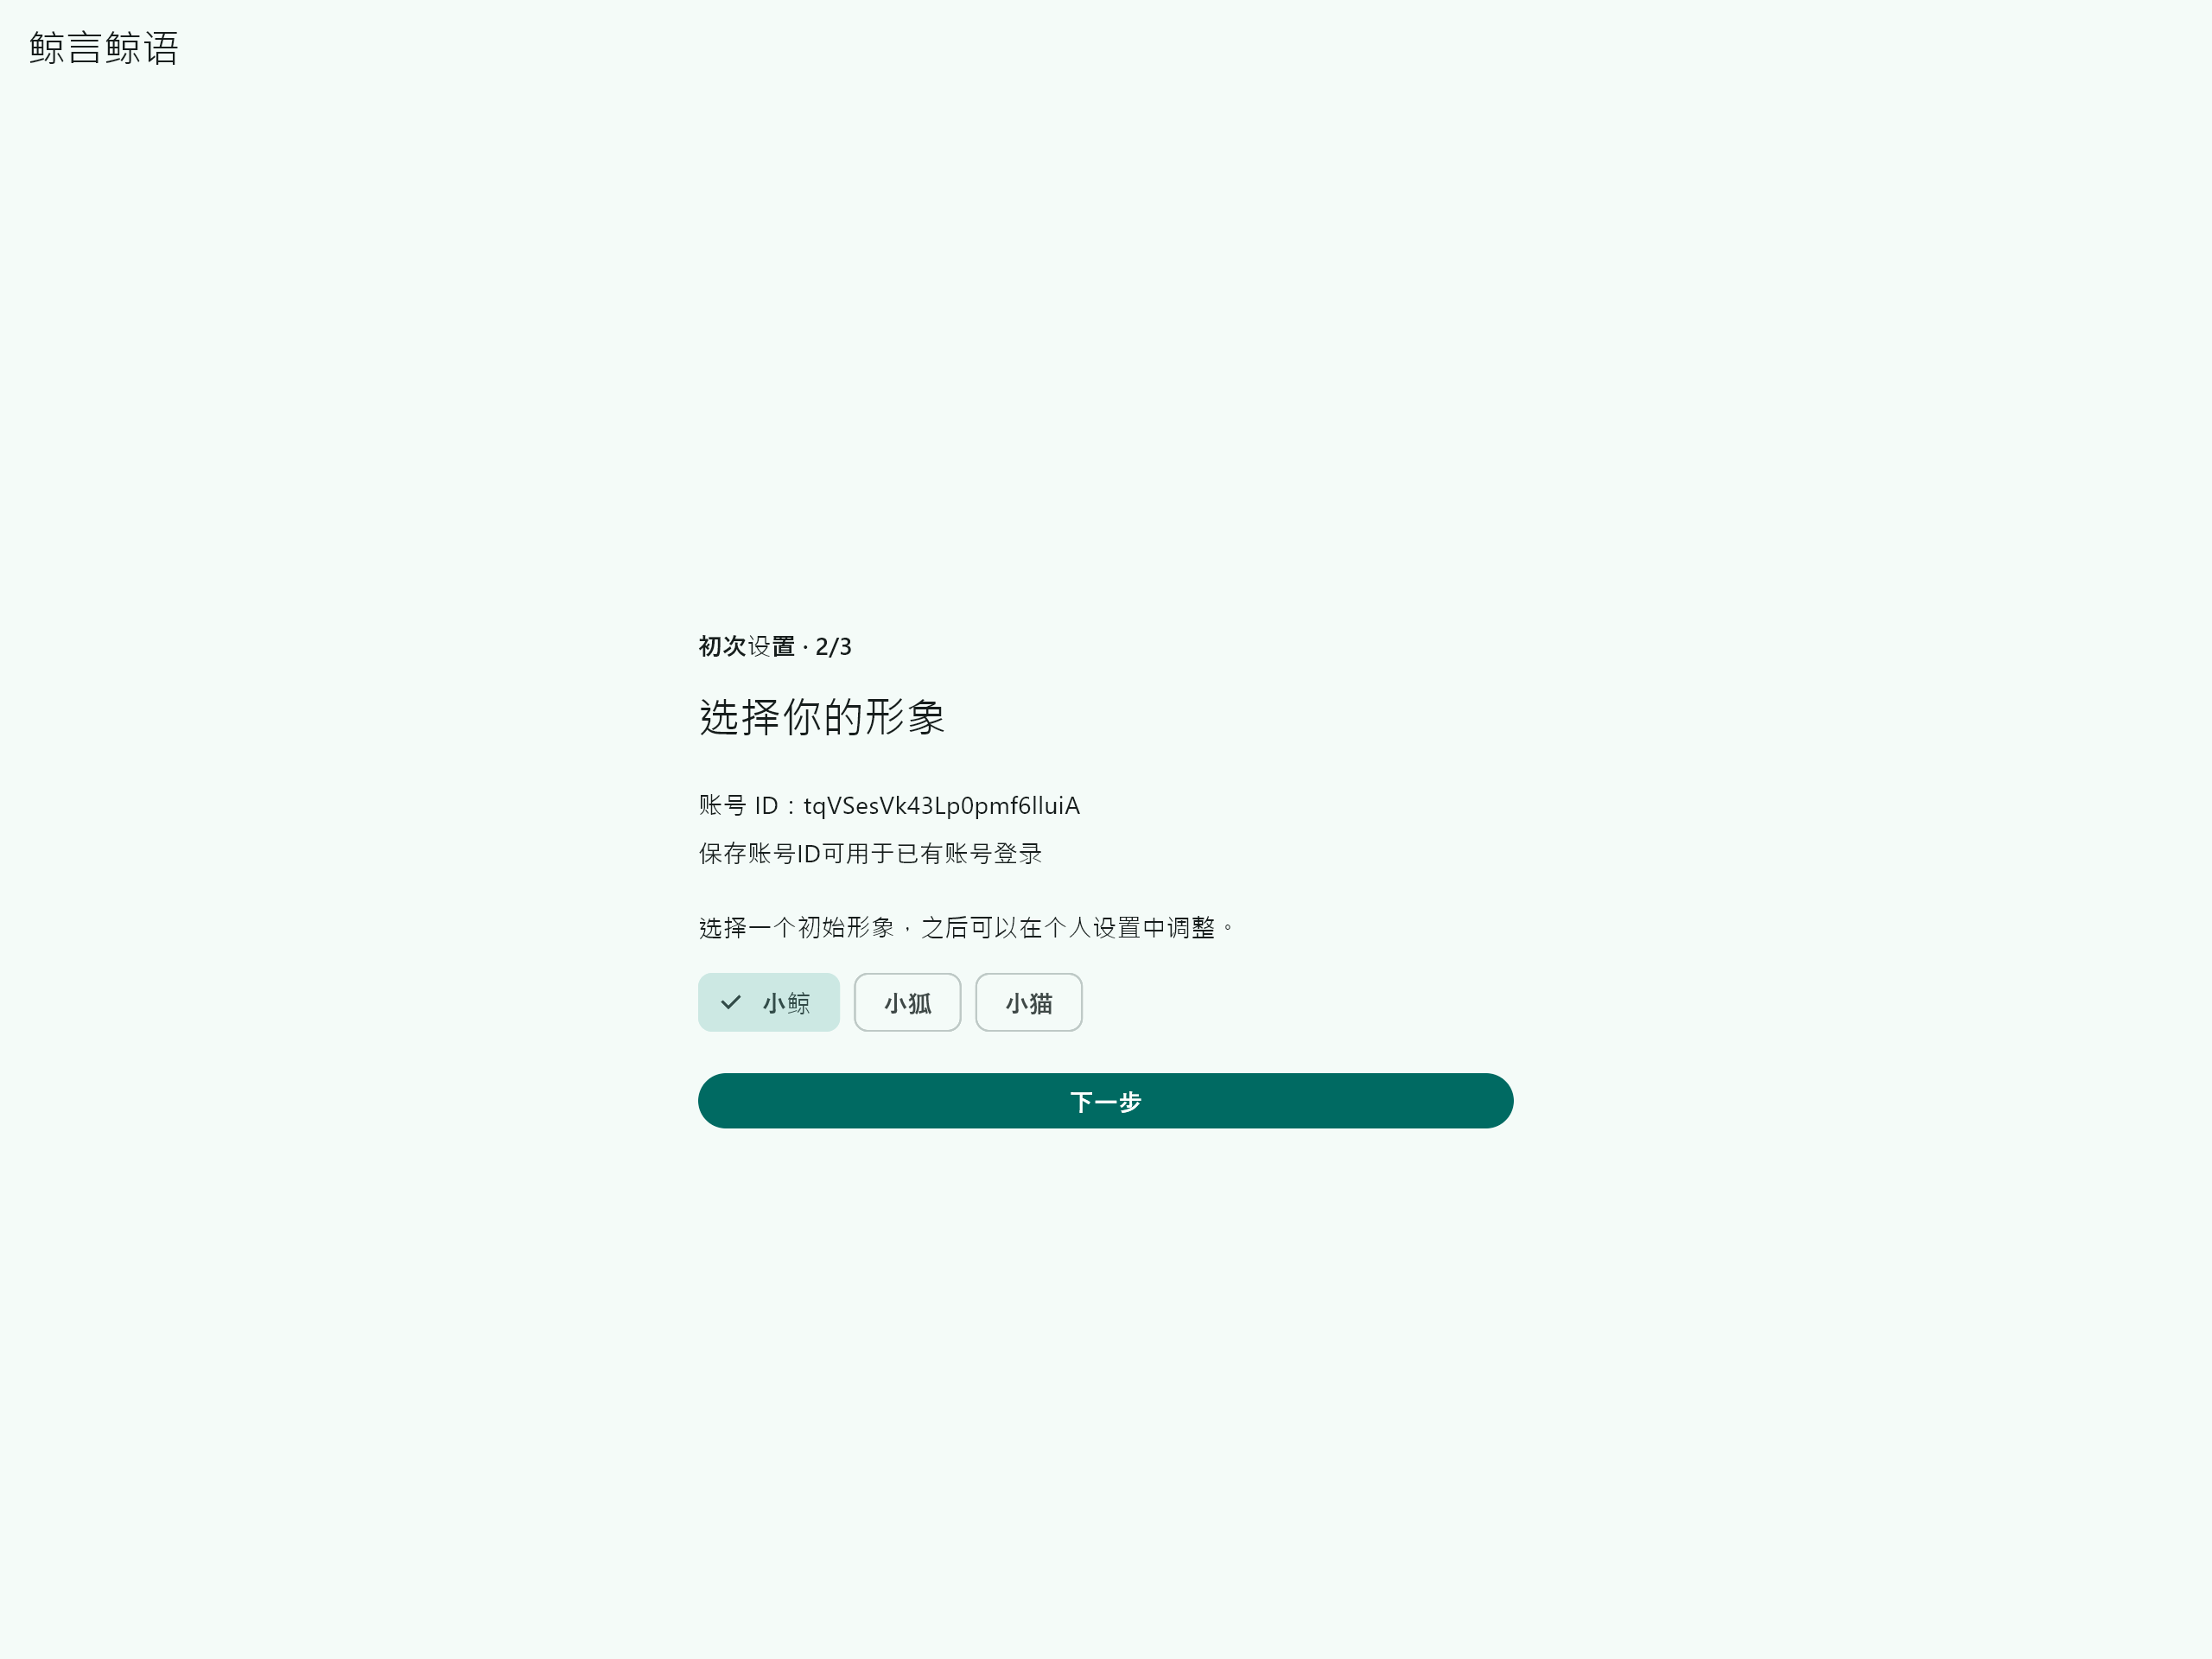 鲸言鲸语
初次设置 · 2/3
选择你的形象
账号 ID：tqVSesVk43Lp0pmf6lluiA
保存账号ID可用于已有账号登录
选择一个初始形象，之后可以在个人设置中调整。
小鲸
小狐
小猫
下一步